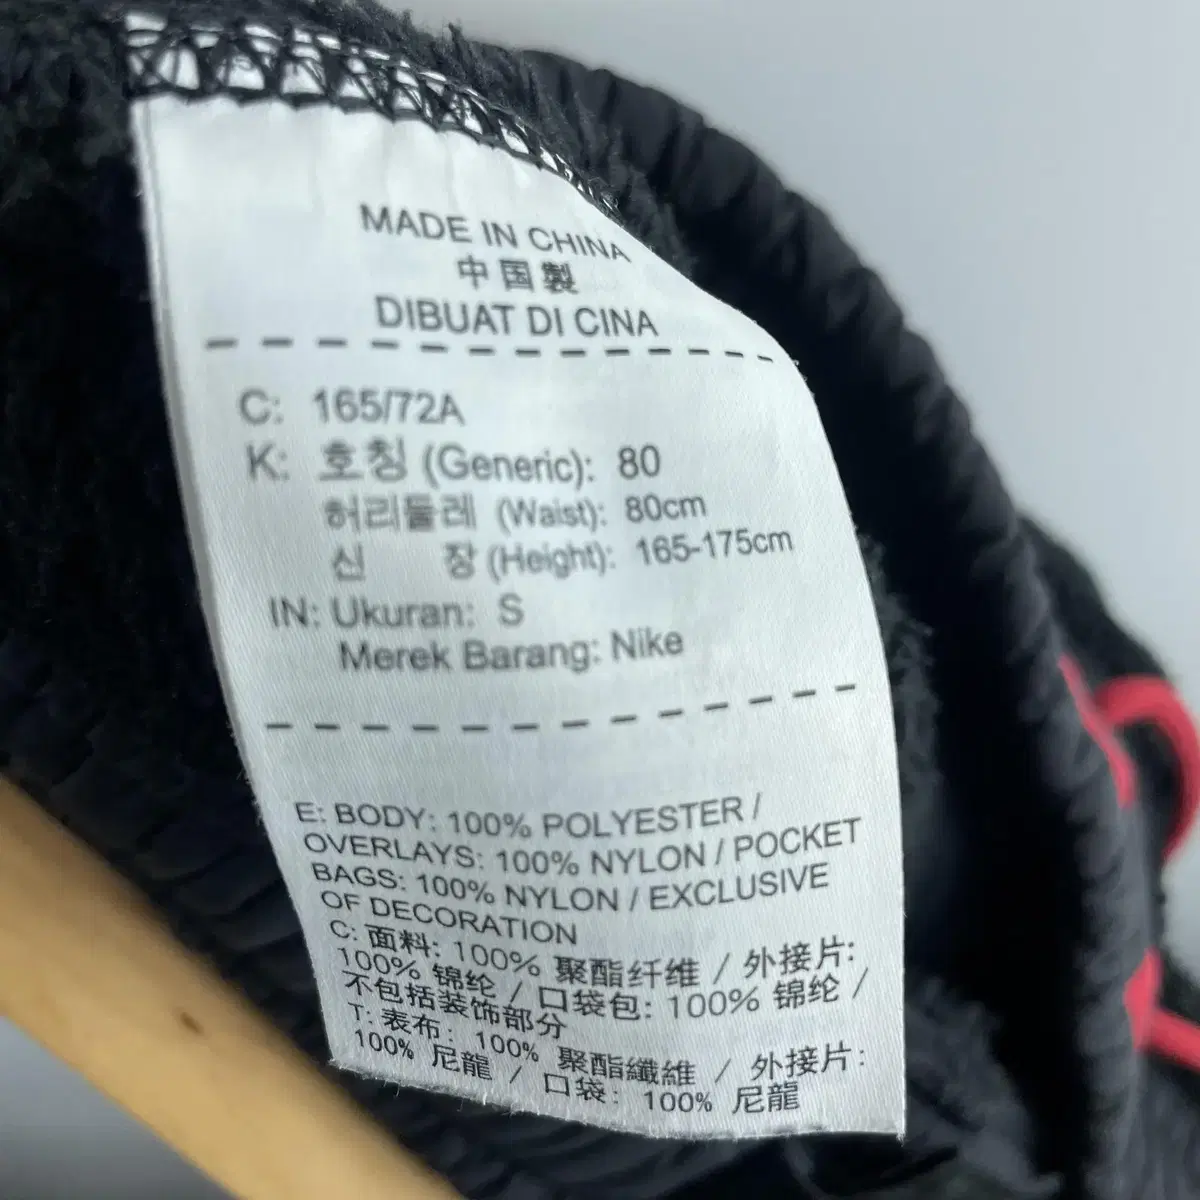 MADE IN CHINA
中国製
DIBUAT DI CINA
C: 165/72A
K: 호칭 (Generic): 80
허리둘레 (Waist): 80cm
신 장 (Height): 165-175cm
IN: Ukuran: S
Merek Barang: Nike
E: BODY: 100% POLYESTER /
OVERLAYS: 100% NYLON / POCKET
BAGS: 100% NYLON / EXCLUSIVE
OF DECORATION
C: 面料: 100% 聚酯纤维 / 外接片:
100% 锦纶 / 口袋包: 100% 锦纶 /
不包括装饰部分
T: 表布: 100% 聚酯纖維 / 外接片:
100% 尼龍 / 口袋: 100% 尼龍